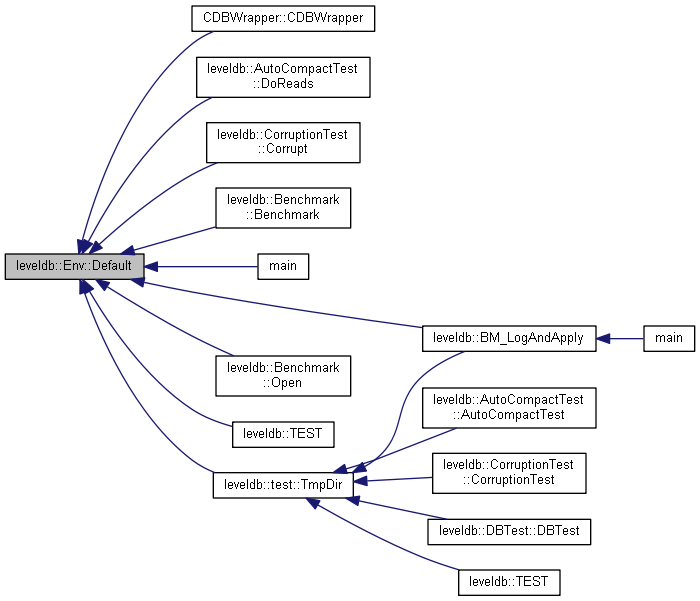 CDBWrapper::CDBWrapper
leveldb::AutoCompactTest
::DoReads
leveldb::CorruptionTest
::Corrupt
leveldb::Benchmark
::Benchmark
leveldb::Env::Default
main
leveldb::BM_LogAndApply
main
leveldb::Benchmark
::Open
leveldb::AutoCompactTest
::AutoCompactTest
leveldb::TEST
leveldb::CorruptionTest
::CorruptionTest
leveldb::test::TmpDir
leveldb::DBTest::DBTest
leveldb::TEST